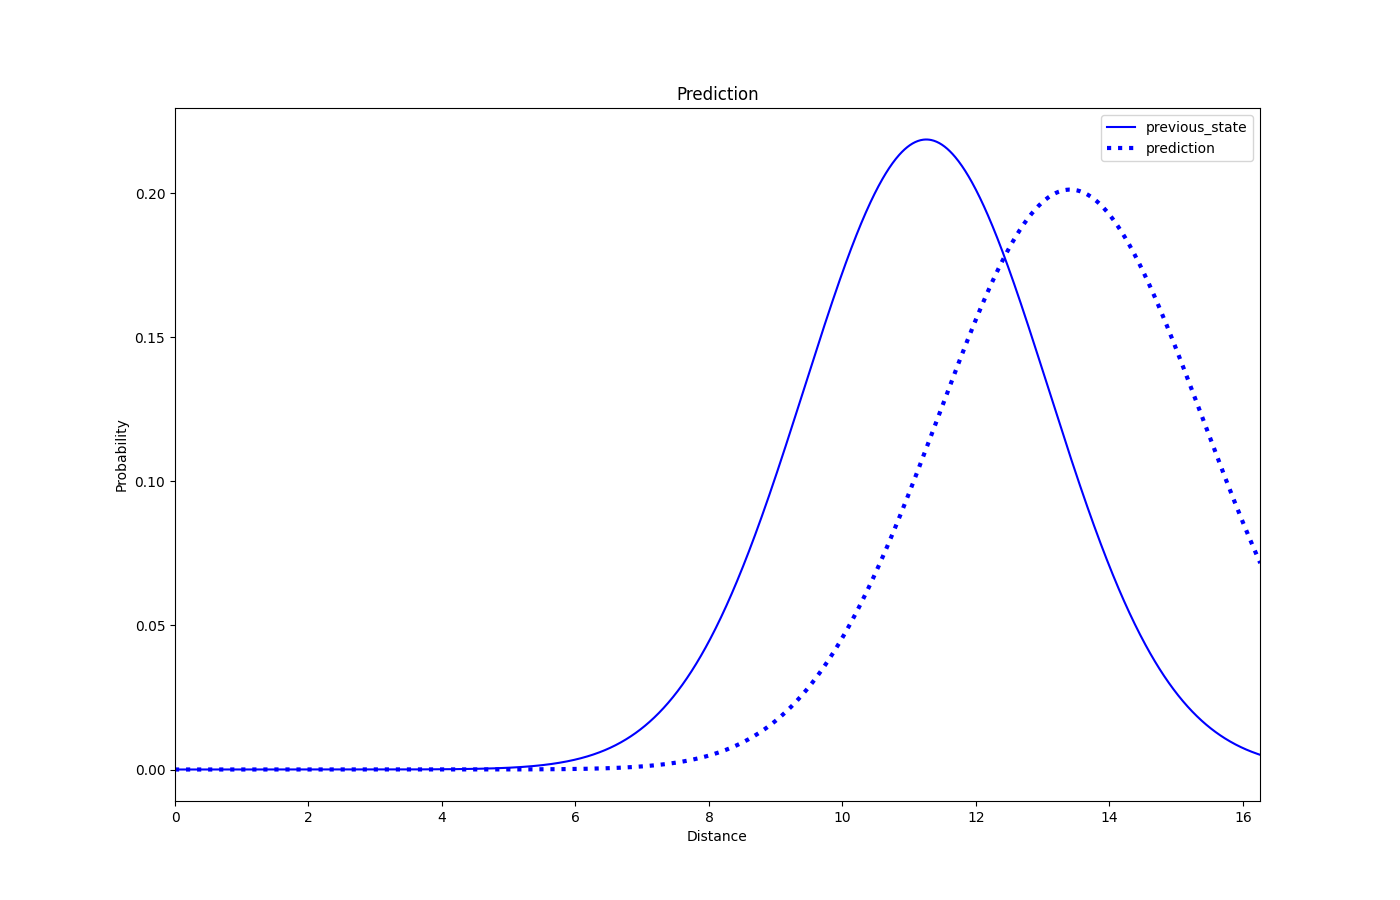 Prediction
previous_state
prediction
0.20
0.15
0.10
0.05
0.00
Probability
0 2 4 6 8 10 12 14 16
Distance